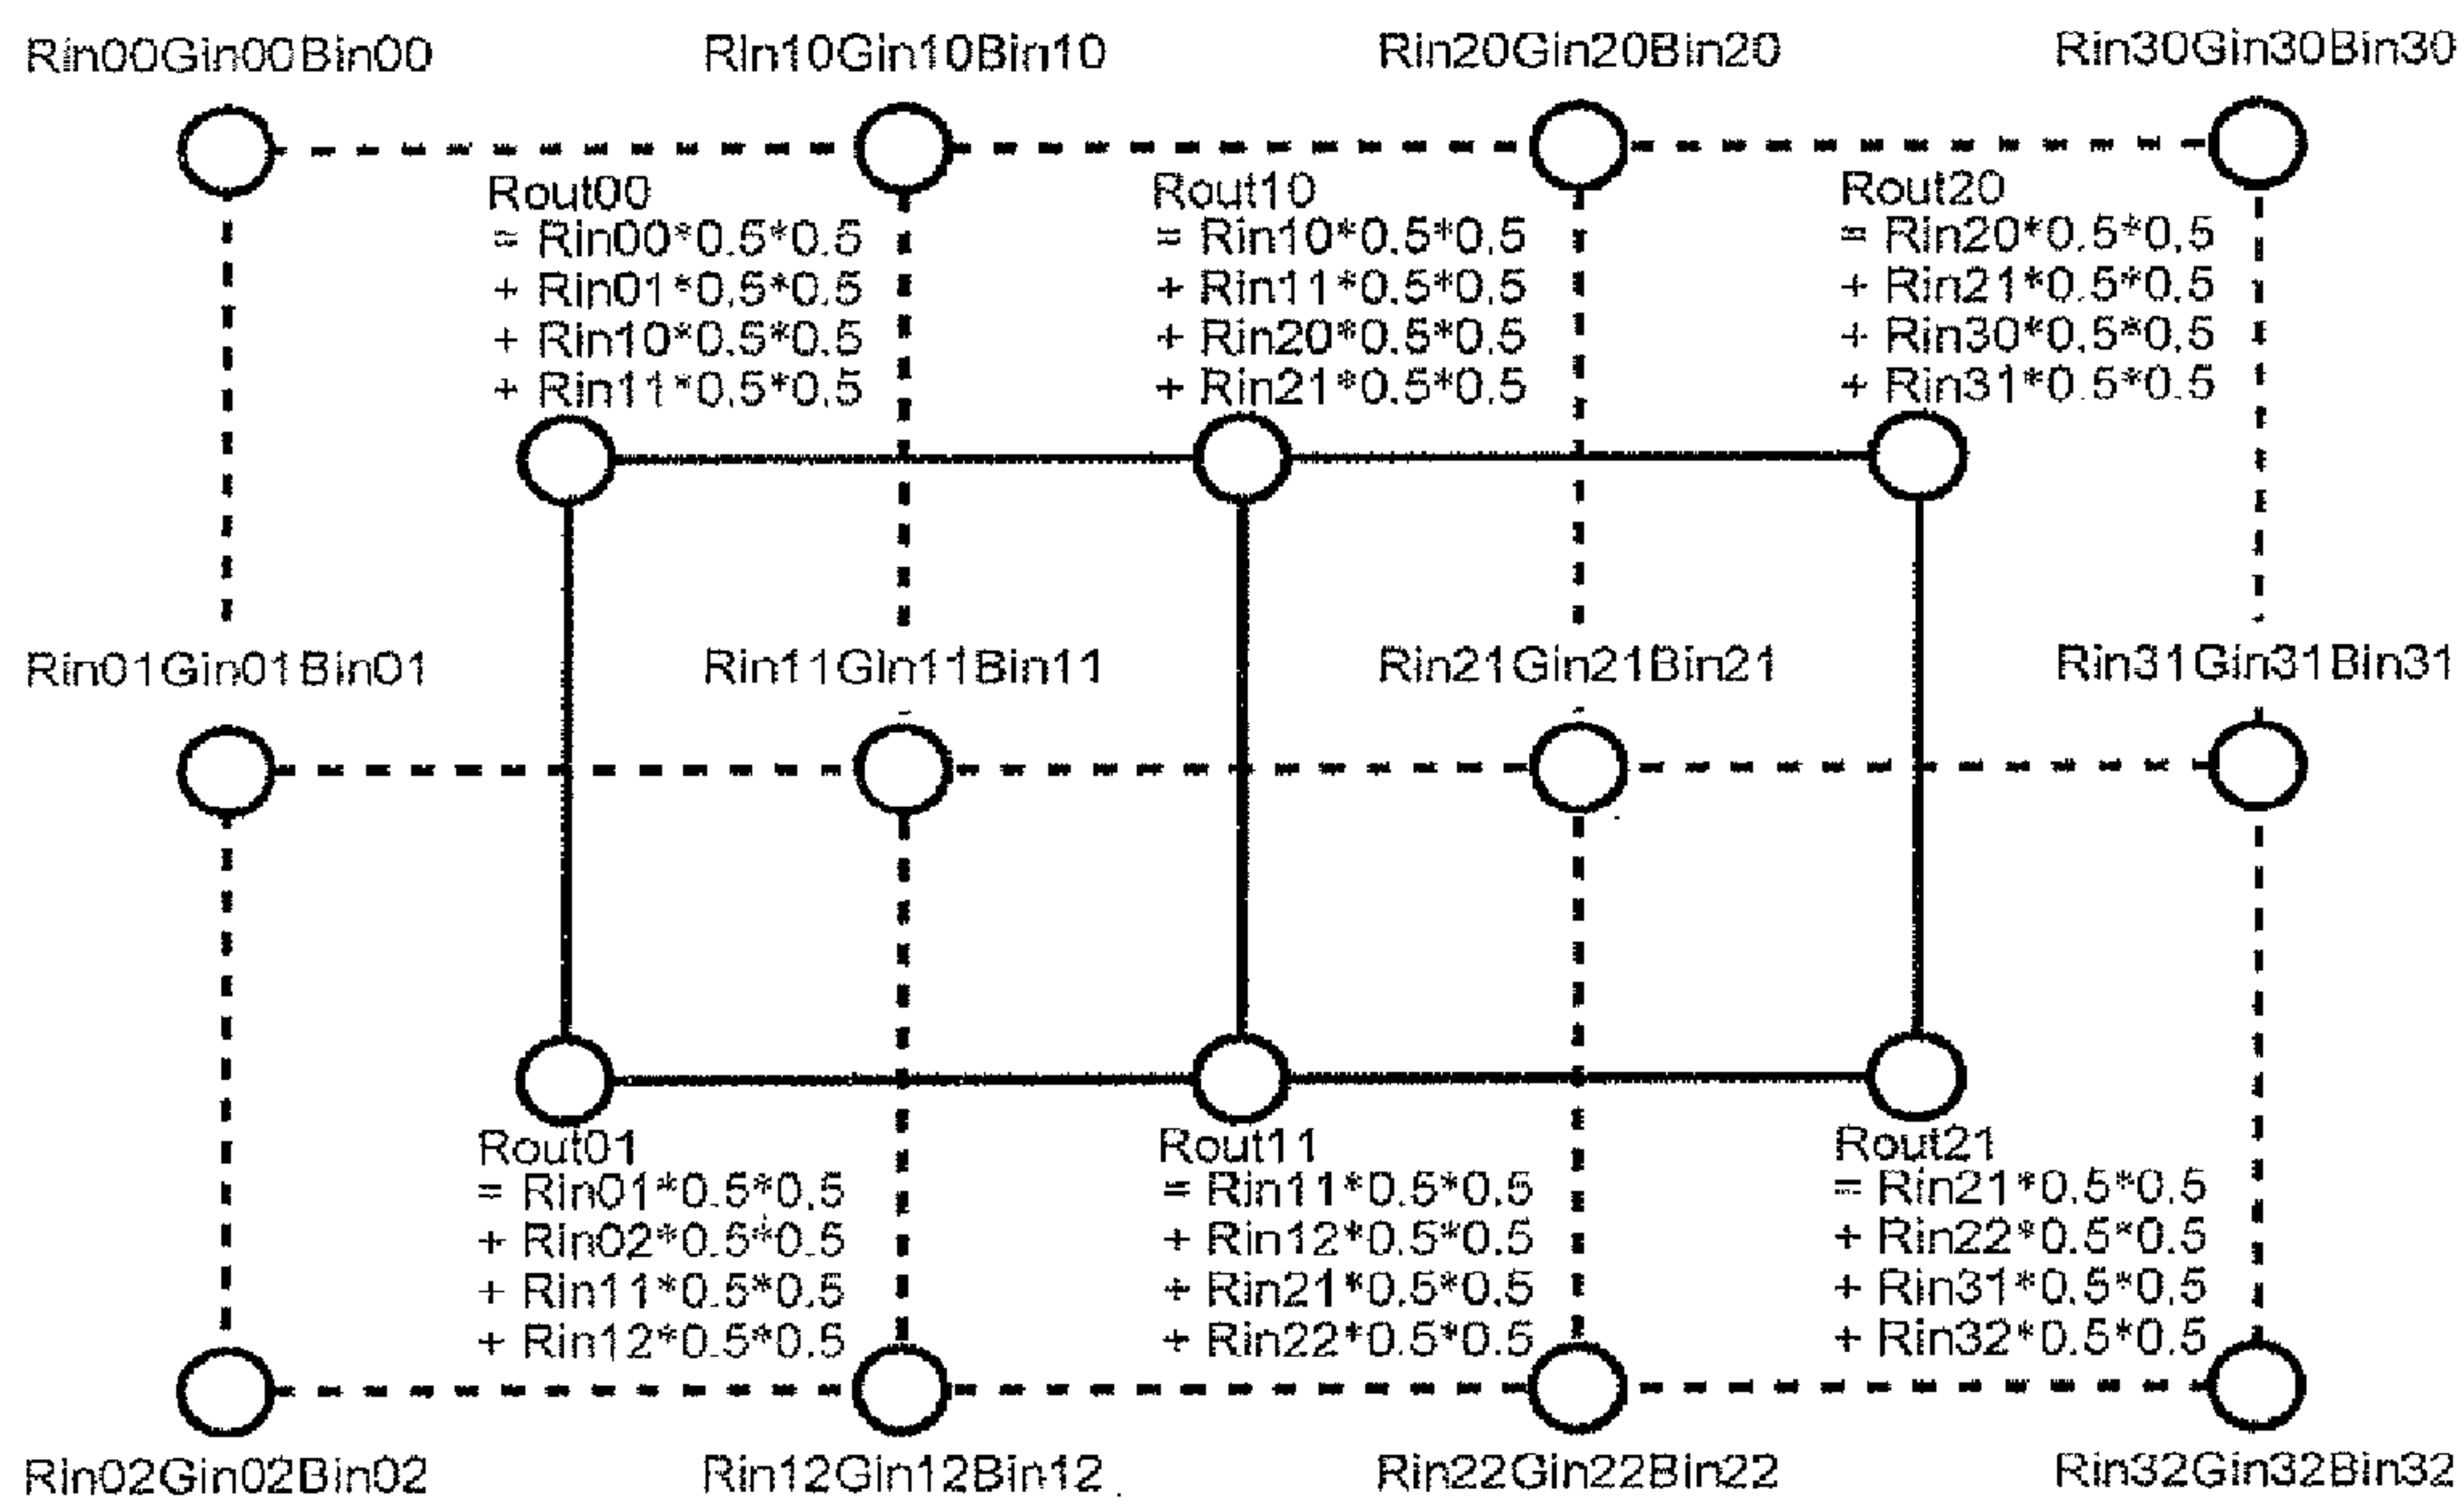 Rin00Gin00Bin00
Rin10Gin10Bin10
Rin20Gin20Bin20
Rin30Gin30Bin30
Rout00
= Rin00*0.5*0.5
+ Rin01*0.5*0.5
+ Rin10*0.5*0.5
+ Rin11*0.5*0.5
Rout10
= Rin10*0.5*0.5
+ Rin11*0.5*0.5
+ Rin20*0.5*0.5
+ Rin21*0.5*0.5
Rout20
= Rin20*0.5*0.5
+ Rin21*0.5*0.5
+ Rin30*0.5*0.5
+ Rin31*0.5*0.5
Rin01Gin01Bin01
Rin11Gin11Bin11
Rin21Gin21Bin21
Rin31Gin31Bin31
Rout01
= Rin01*0.5*0.5
+ Rin02*0.5*0.5
+ Rin11*0.5*0.5
+ Rin12*0.5*0.5
Rout11
= Rin11*0.5*0.5
+ Rin12*0.5*0.5
+ Rin21*0.5*0.5
+ Rin22*0.5*0.5
Rout21
= Rin21*0.5*0.5
+ Rin22*0.5*0.5
+ Rin31*0.5*0.5
+ Rin32*0.5*0.5
Rin02Gin02Bin02
Rin12Gin12Bin12
Rin22Gin22Bin22
Rin32Gin32Bin32